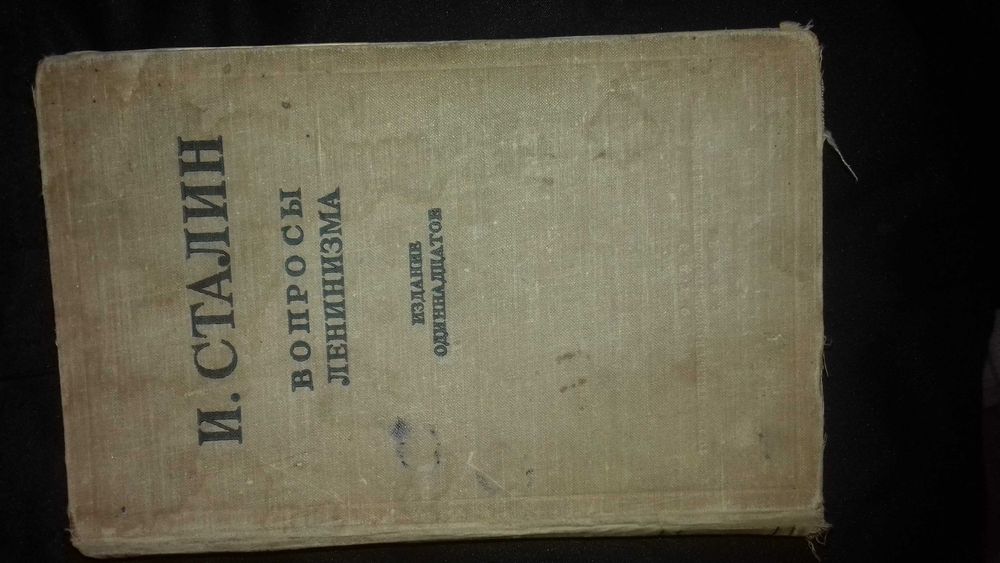 И. СТАЛИН
ВОПРОСЫ
ЛЕНИНИЗМА
ИЗДАНИЕ
ОДИННАДЦАТОЕ